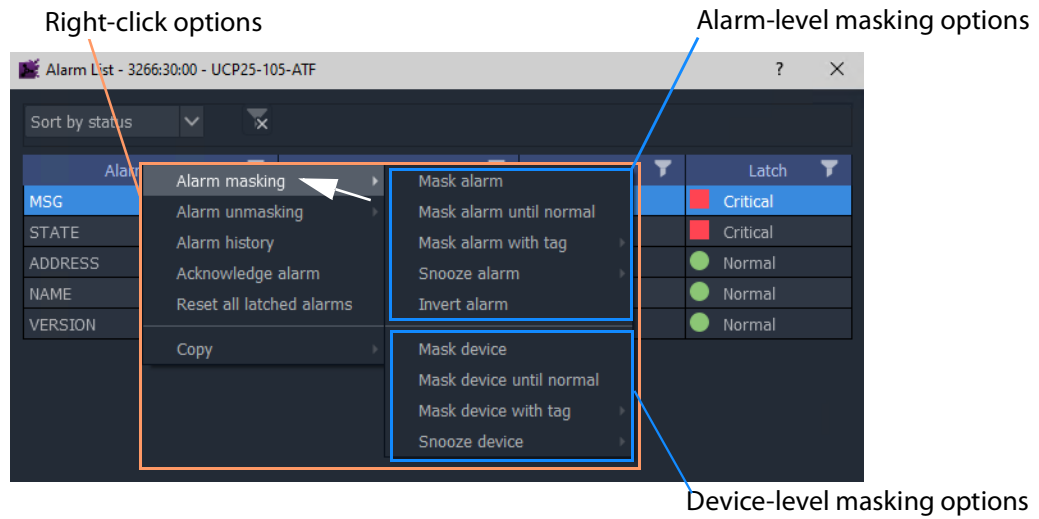 Right-click options
Alarm-level masking options
Alarm List - 3266:30:00 - UCP25-105-ATF
?
Sort by status
Latch
Alarm masking
Mask alarm
MSG
Critical
Alarm unmasking
Mask alarm until normal
STATE
Critical
Alarm history
Mask alarm with tag
ADDRESS
Normal
Acknowledge alarm
Snooze alarm
NAME
Normal
Reset all latched alarms
Invert alarm
VERSION
Normal
Copy
Mask device
Mask device until normal
Mask device with tag
Snooze device
Device-level masking options